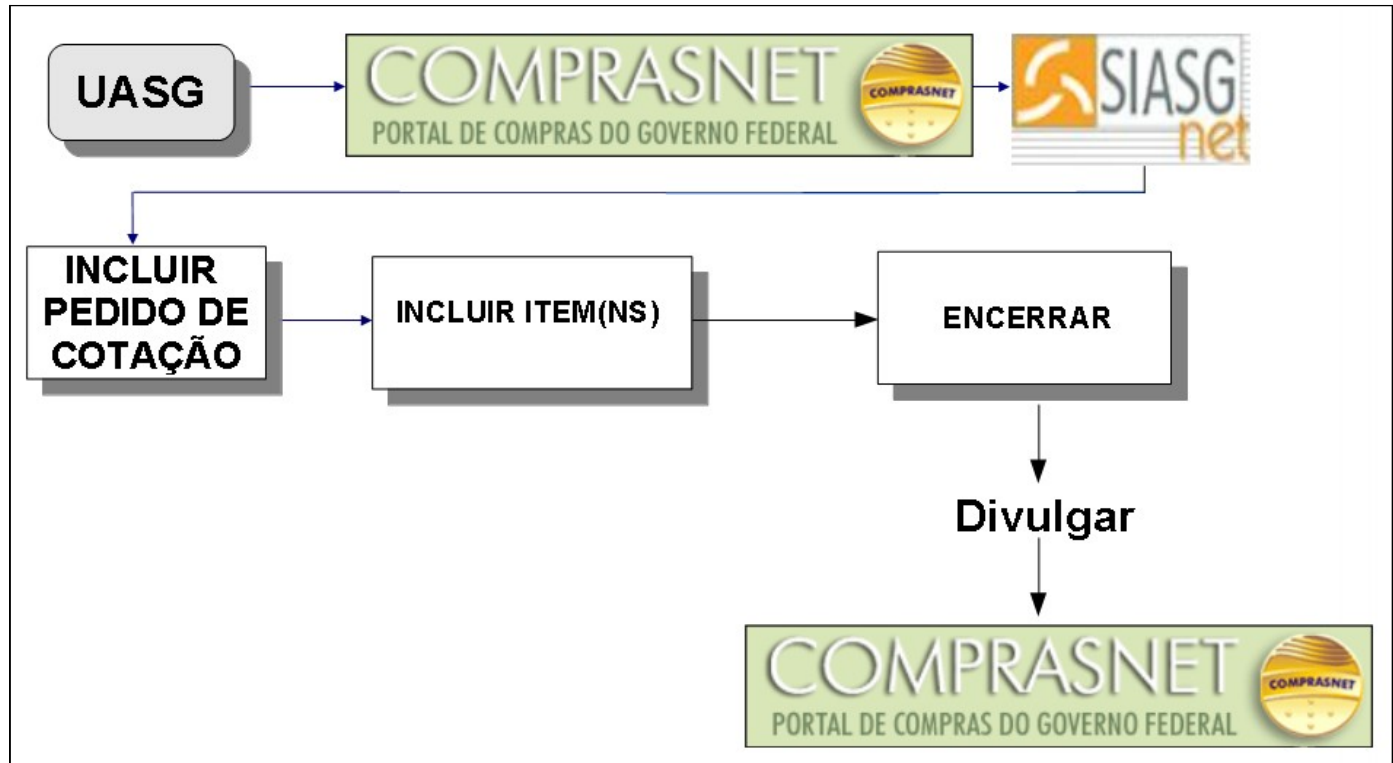 UASG
COMPRASNET
PORTAL DE COMPRAS DO GOVERNO FEDERAL
COMPRASNET
SIASG
net
INCLUIR
PEDIDO DE
COTAÇÃO
INCLUIR ITEM(NS)
ENCERRAR
Divulgar
COMPRASNET
PORTAL DE COMPRAS DO GOVERNO FEDERAL
COMPRASNET